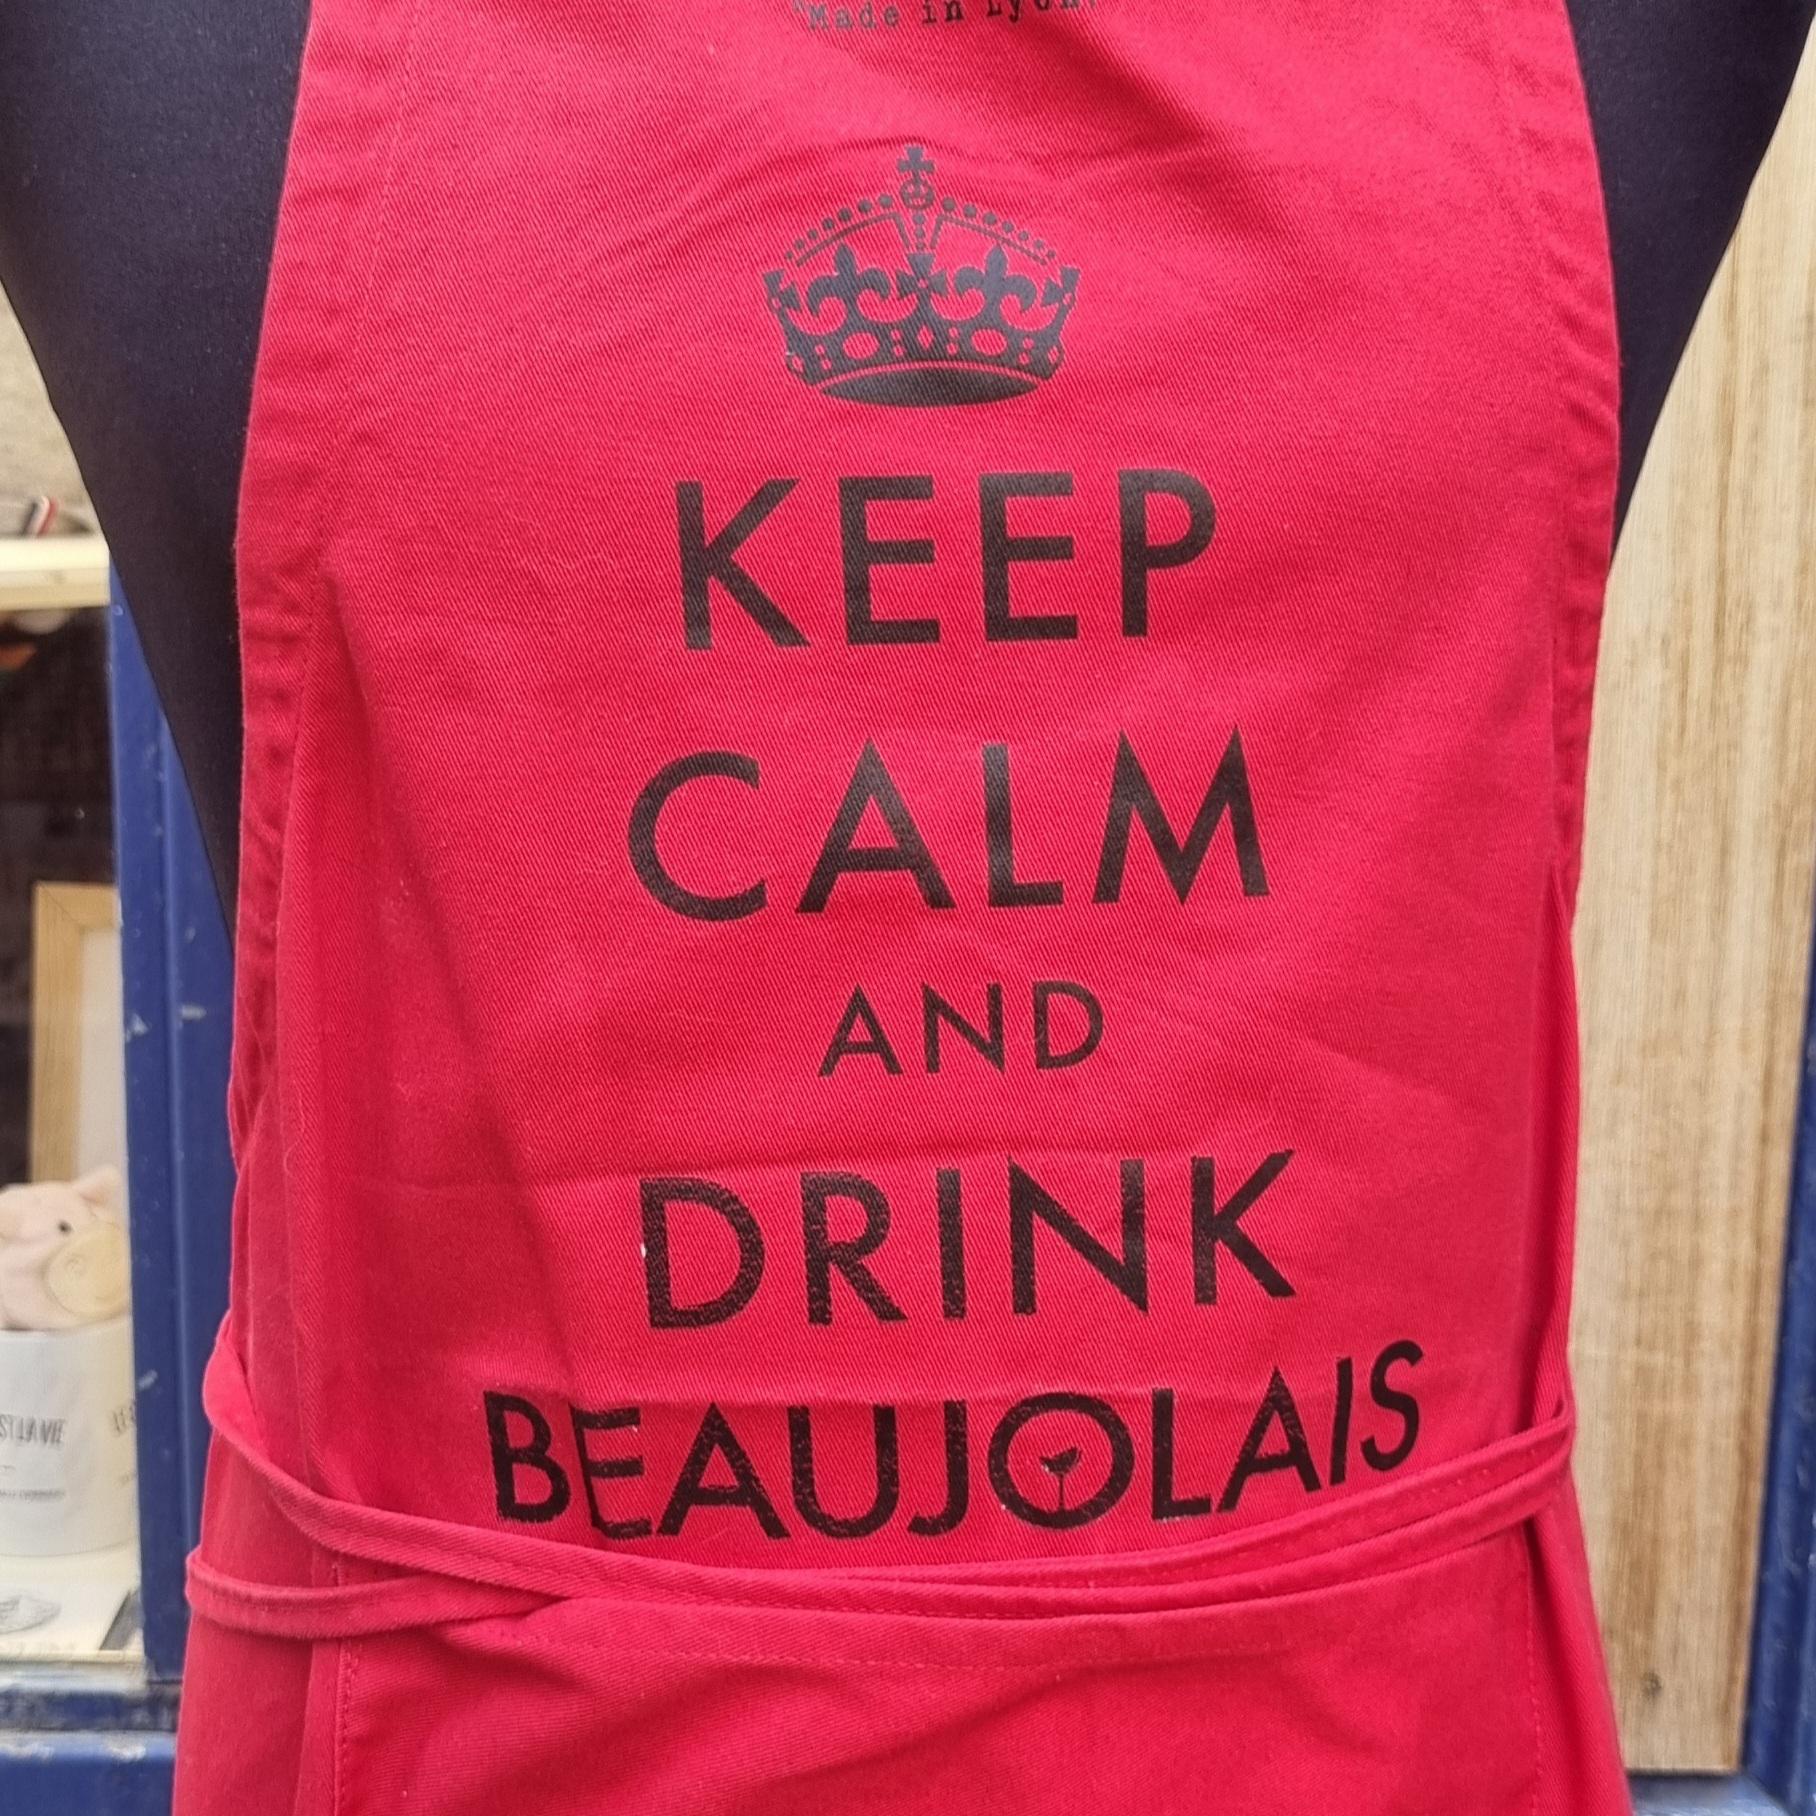 "Made in Lyon"
KEEP
CALM
AND
DRINK
BEAUJOLAIS